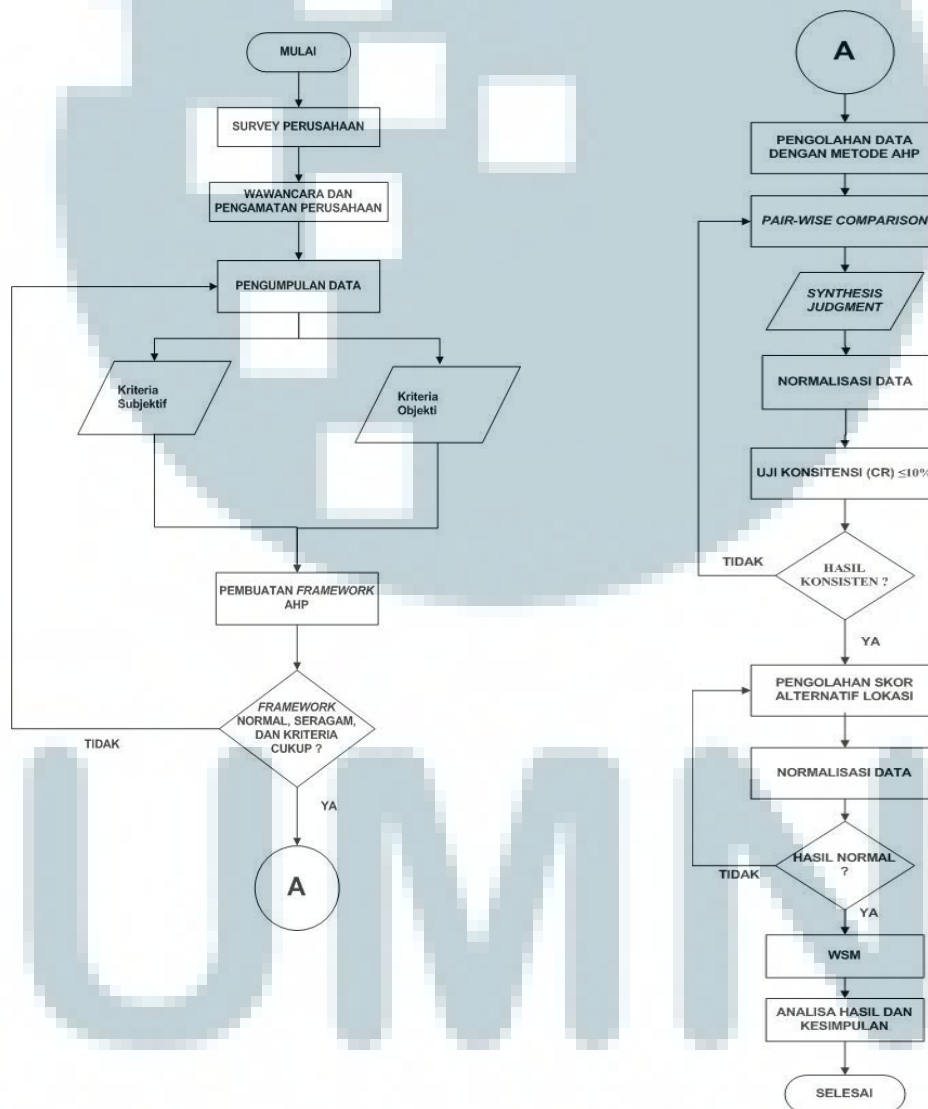 MULAI
SURVEY PERUSAHAAN
WAWANCARA DAN
PENGAMATAN PERUSAHAAN
PENGUMPULAN DATA
Kriteria
Subjektif
Kriteria
Objekti
PEMBUATAN FRAMEWORK
AHP
FRAMEWORK
NORMAL, SERAGAM,
DAN KRITERIA
CUKUP ?
TIDAK
YA
A
A
PENGOLAHAN DATA
DENGAN METODE AHP
PAIR-WISE COMPARISON
SYNTHESIS
JUDGMENT
NORMALISASI DATA
UJI KONSITENSI (CR) ≤10%
HASIL
KONSISTEN ?
TIDAK
YA
PENGOLAHAN SKOR
ALTERNATIF LOKASI
NORMALISASI DATA
HASIL NORMAL
?
TIDAK
YA
WSM
ANALISA HASIL DAN
KESIMPULAN
SELESAI
UMN